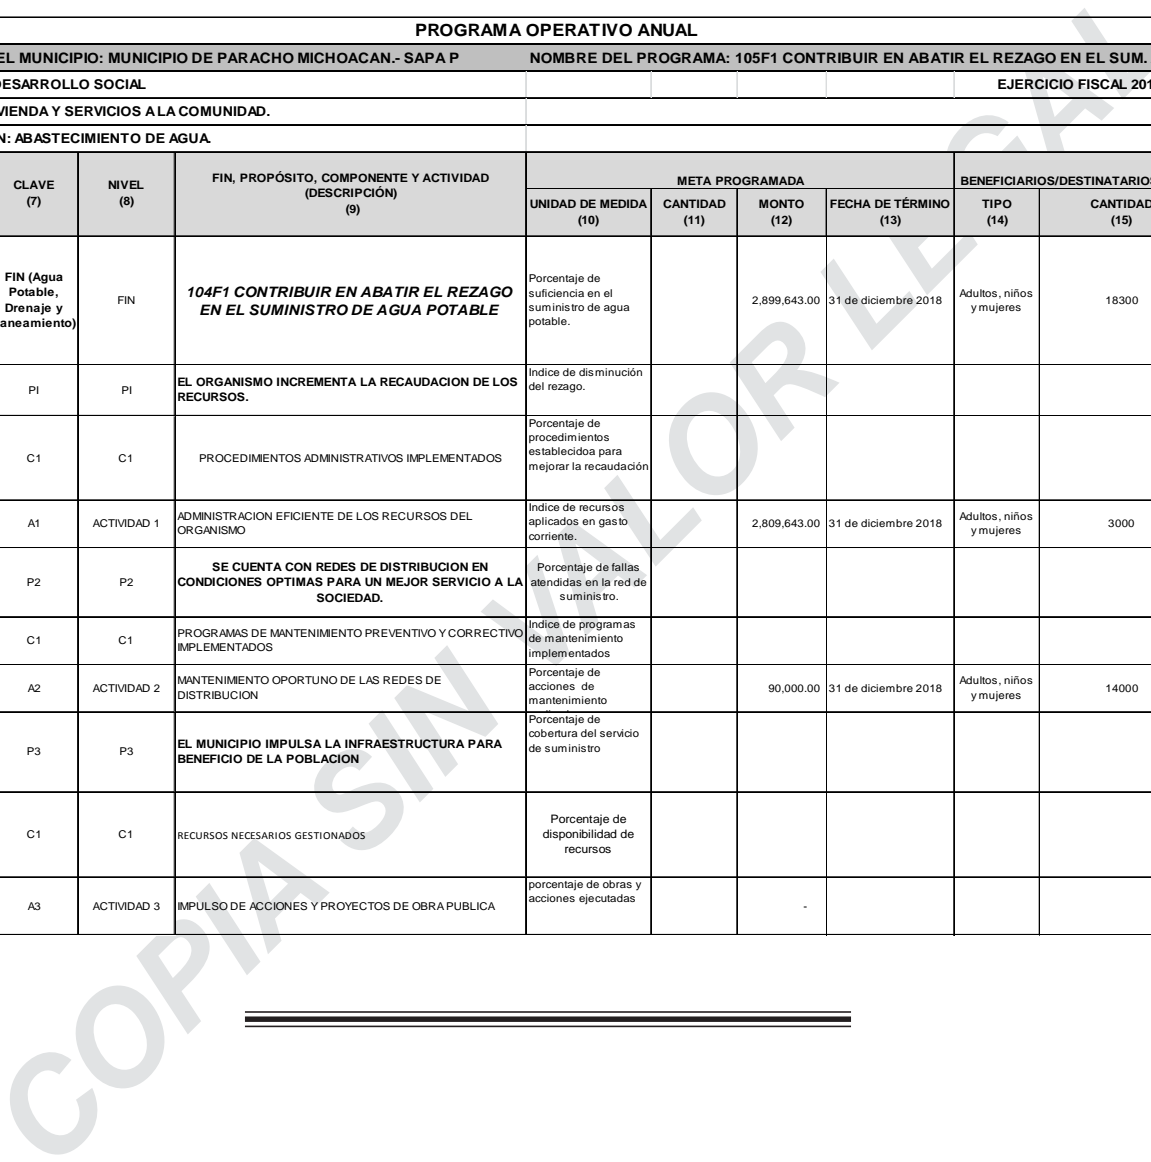 PROGRAMA OPERATIVO ANUAL
EL MUNICIPIO: MUNICIPIO DE PARACHO MICHOACAN.- SAPA P NOMBRE DEL PROGRAMA: 105F1 CONTRIBUIR EN ABATIR EL REZAGO EN EL SUM.
DESARROLLO SOCIAL EJERCICIO FISCAL 201
VIENDA Y SERVICIOS A LA COMUNIDAD.
N: ABASTECIMIENTO DE AGUA.
CLAVE
(7)
NIVEL
(8)
FIN, PROPÓSITO, COMPONENTE Y ACTIVIDAD
(DESCRIPCIÓN)
(9)
META PROGRAMADA
BENEFICIARIOS/DESTINATARIOS
UNIDAD DE MEDIDA
(10)
CANTIDAD
(11)
MONTO
(12)
FECHA DE TÉRMINO
(13)
TIPO
(14)
CANTIDAD
(15)
FIN (Agua
Potable,
Drenaje y
aneamiento)
FIN
104F1 CONTRIBUIR EN ABATIR EL REZAGO
EN EL SUMINISTRO DE AGUA POTABLE
Porcentaje de
suficiencia en el
suministro de agua
potable.
2,899,643.00
31 de diciembre 2018
Adultos, niños
y mujeres
18300
PI
PI
EL ORGANISMO INCREMENTA LA RECAUDACION DE LOS
RECURSOS.
Indice de disminución
del rezago.
C1
C1
PROCEDIMIENTOS ADMINISTRATIVOS IMPLEMENTADOS
Porcentaje de
procedimientos
establecidoa para
mejorar la recaudación
A1
ACTIVIDAD 1
ADMINISTRACION EFICIENTE DE LOS RECURSOS DEL
ORGANISMO
Indice de recursos
aplicados en gasto
corriente.
2,809,643.00
31 de diciembre 2018
Adultos, niños
y mujeres
3000
P2
P2
SE CUENTA CON REDES DE DISTRIBUCION EN
CONDICIONES OPTIMAS PARA UN MEJOR SERVICIO A LA
SOCIEDAD.
Porcentaje de fallas
atendidas en la red de
suministro.
C1
C1
PROGRAMAS DE MANTENIMIENTO PREVENTIVO Y CORRECTIVO
IMPLEMENTADOS
Indice de programas
de mantenimiento
implementados
A2
ACTIVIDAD 2
MANTENIMIENTO OPORTUNO DE LAS REDES DE
DISTRIBUCION
Porcentaje de
acciones de
mantenimiento
90,000.00
31 de diciembre 2018
Adultos, niños
y mujeres
14000
P3
P3
EL MUNICIPIO IMPULSA LA INFRAESTRUCTURA PARA
BENEFICIO DE LA POBLACION
Porcentaje de
cobertura del servicio
de suministro
C1
C1
RECURSOS NECESARIOS GESTIONADOS
Porcentaje de
disponibilidad de
recursos
A3
ACTIVIDAD 3
IMPULSO DE ACCIONES Y PROYECTOS DE OBRA PUBLICA
porcentaje de obras y
acciones ejecutadas
-
COPIA SIN VALOR LEGAL